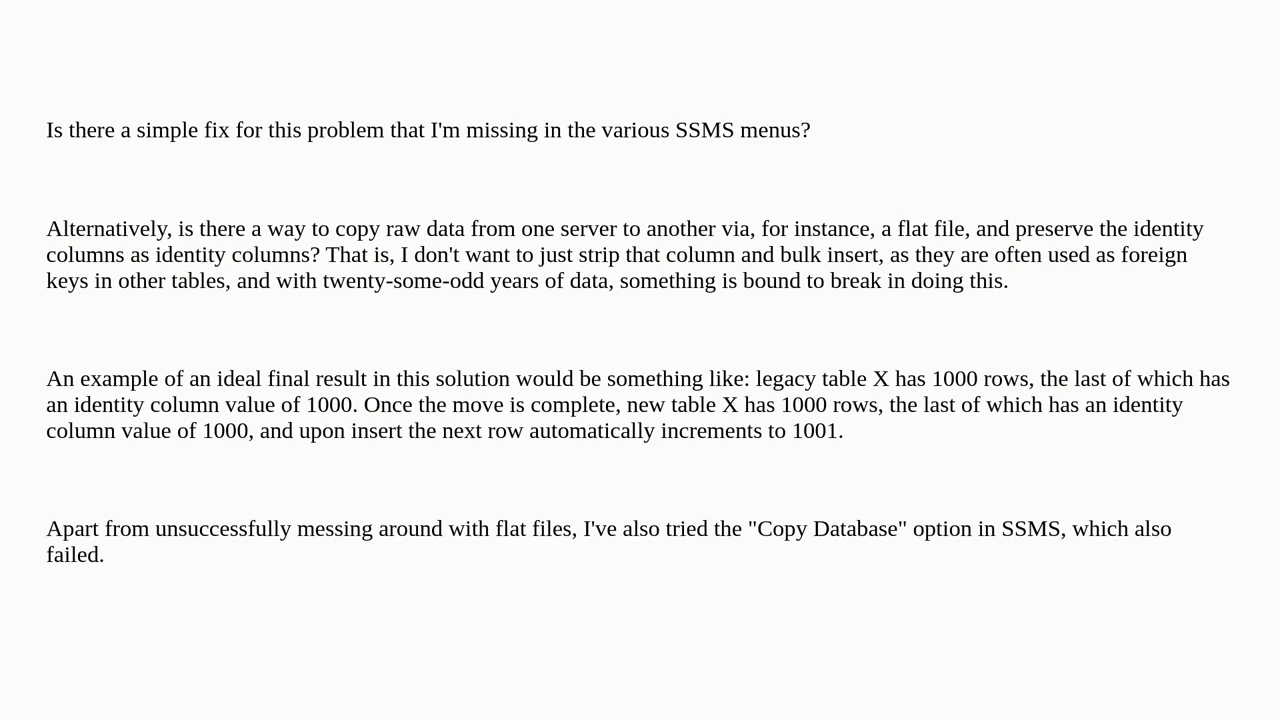 Is there a simple fix for this problem that I'm missing in the various SSMS menus?
Alternatively, is there a way to copy raw data from one server to another via, for instance, a flat file, and preserve the identity
columns as identity columns? That is, I don't want to just strip that column and bulk insert, as they are often used as foreign
keys in other tables, and with twenty-some-odd years of data, something is bound to break in doing this.
An example of an ideal final result in this solution would be something like: legacy table X has 1000 rows, the last of which has
an identity column value of 1000. Once the move is complete, new table X has 1000 rows, the last of which has an identity
column value of 1000, and upon insert the next row automatically increments to 1001.
Apart from unsuccessfully messing around with flat files, I've also tried the "Copy Database" option in SSMS, which also
failed.